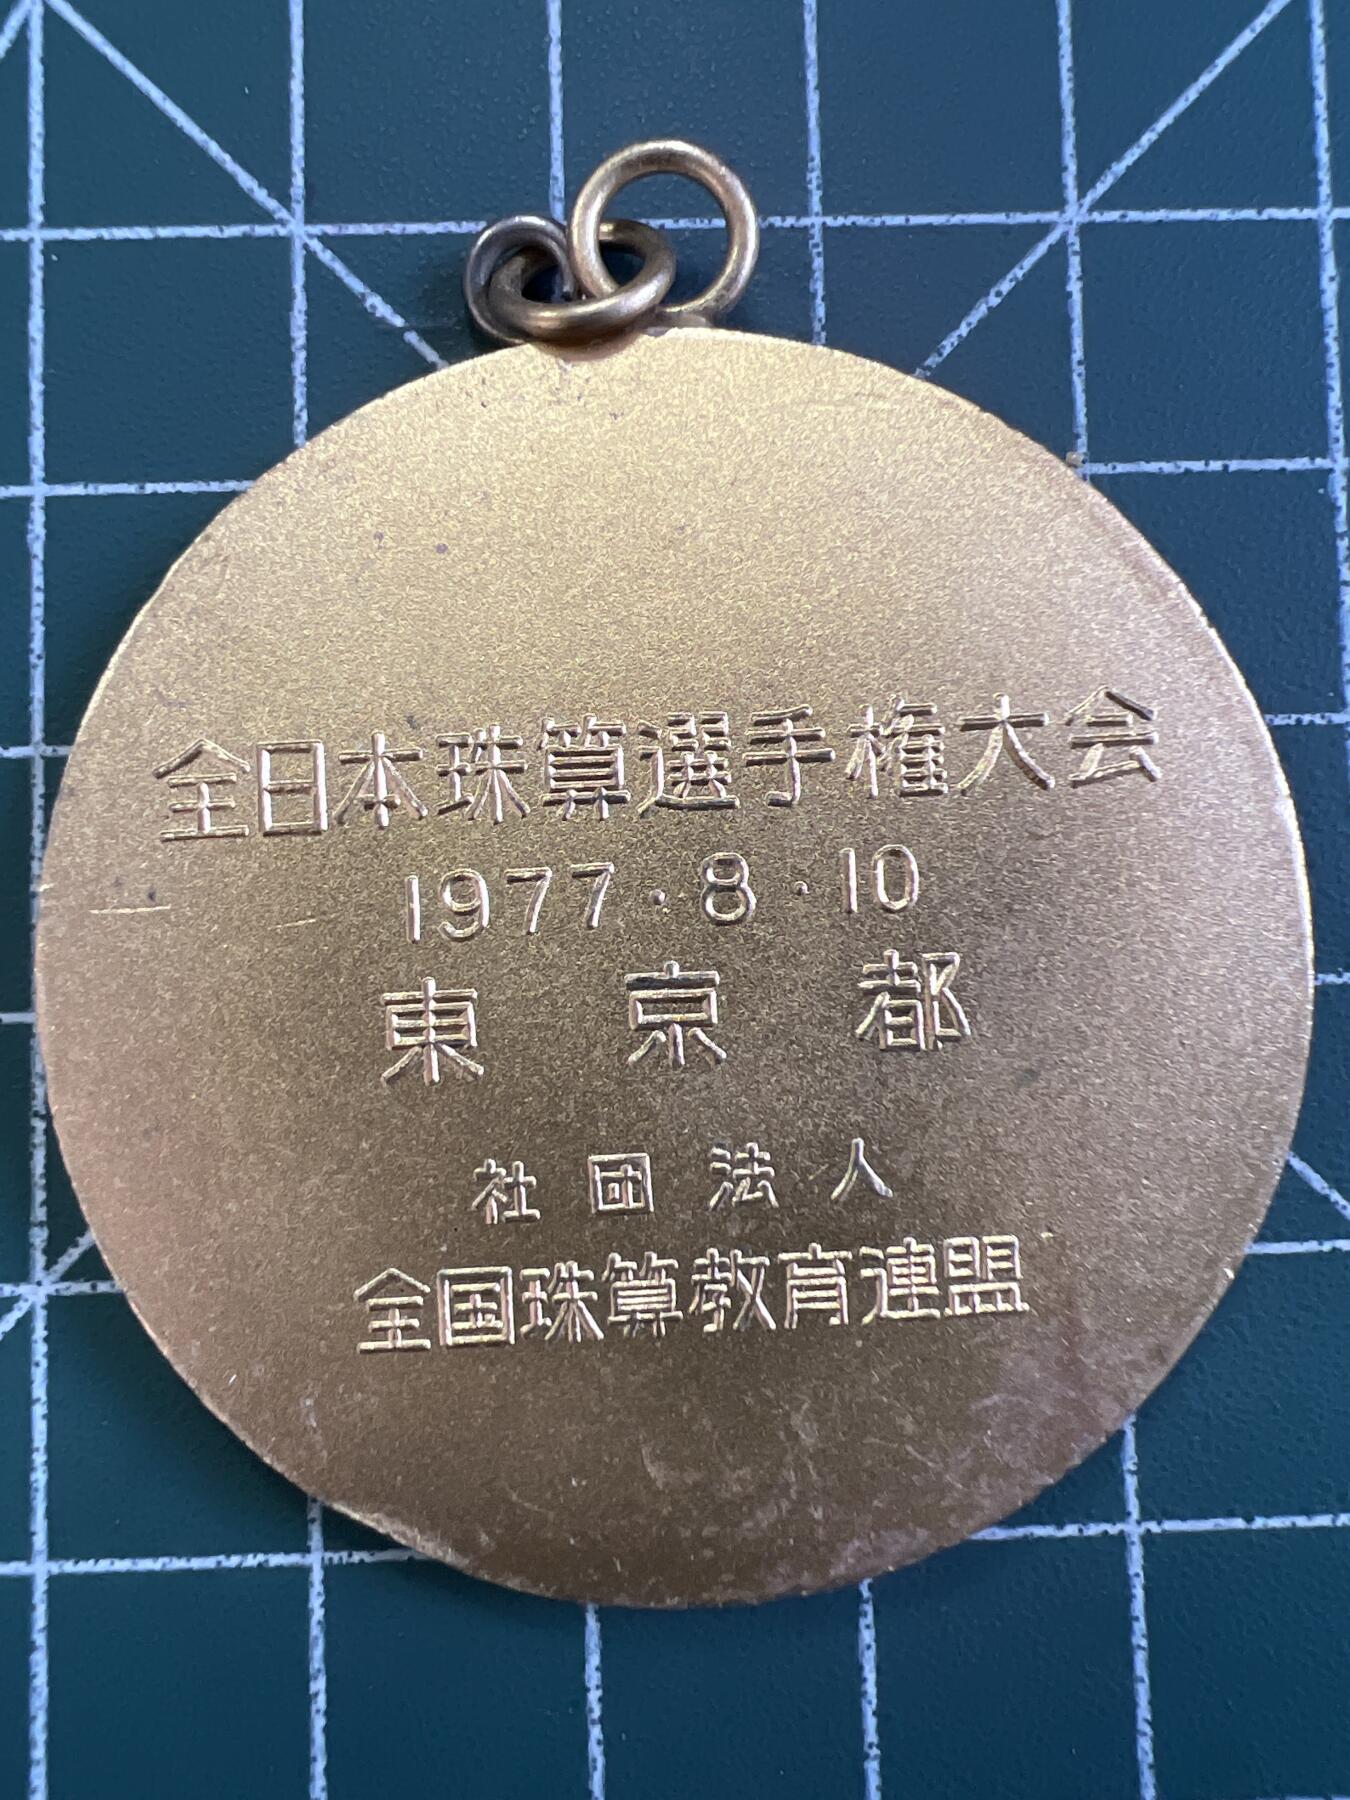 全日本珠算選手権大会
1977・8・10
東京都
社団法人
全国珠算教育連盟